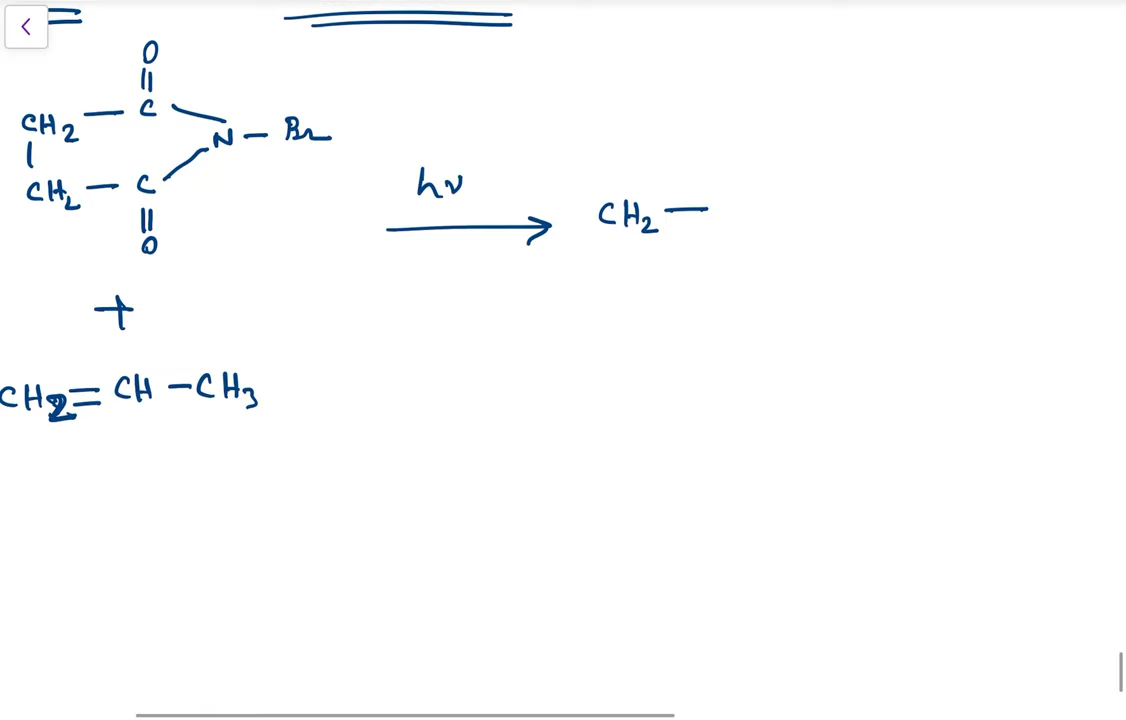 O
||
CH2 — C
N — Br
|
CH2 — C
||
O
hν
CH2 —
+
CH2 = CH — CH3